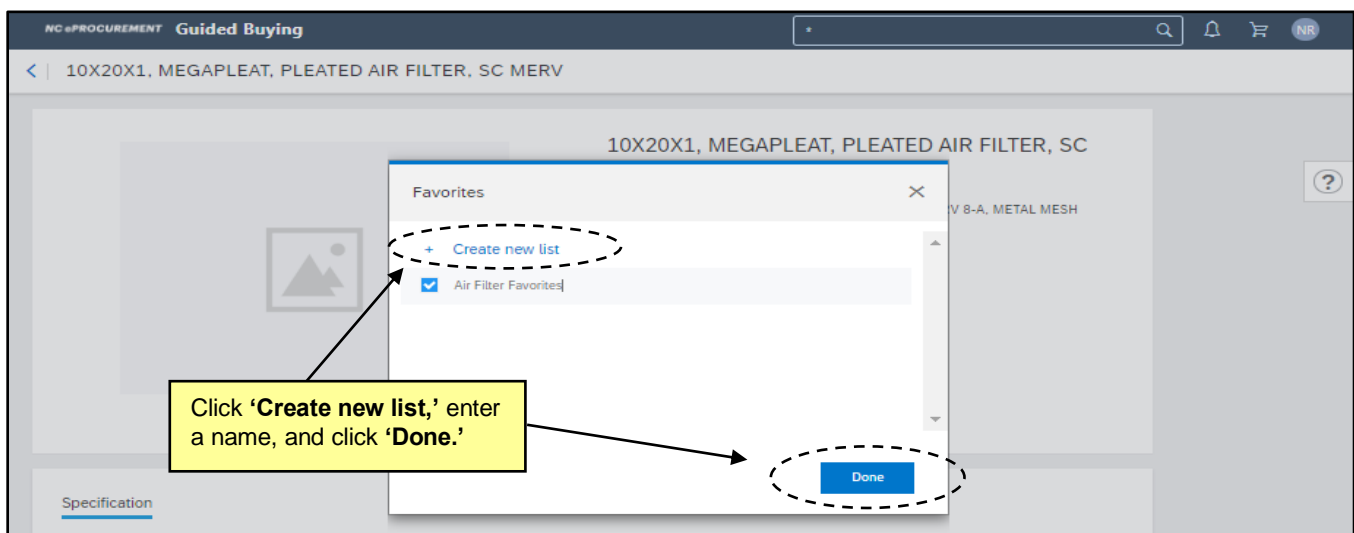 NC ePROCUREMENT Guided Buying
*
NR
< 10X20X1, MEGAPLEAT, PLEATED AIR FILTER, SC MERV
10X20X1, MEGAPLEAT, PLEATED AIR FILTER, SC
?
Favorites
V 8-A, METAL MESH
+ Create new list
Air Filter Favorites
Click ‘Create new list,’ enter
a name, and click ‘Done.’
Done
Specification